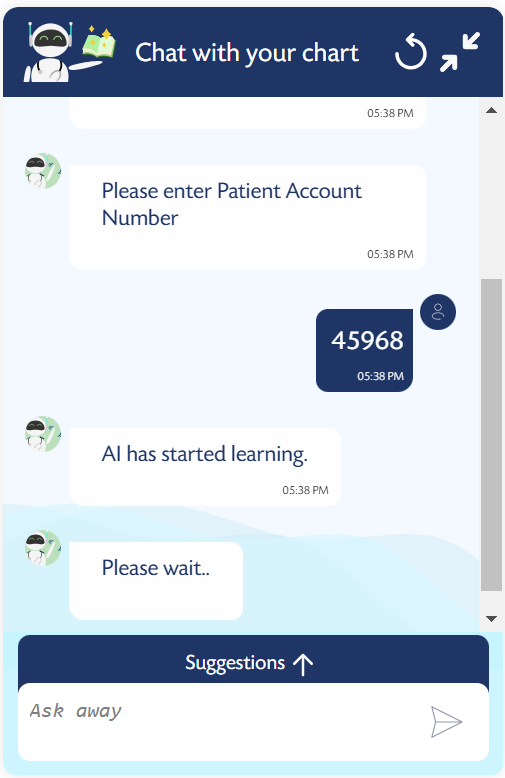 Chat with your chart
05:38 PM
Please enter Patient Account
Number
05:38 PM
45968
05:38 PM
AI has started learning.
05:38 PM
Please wait..
Suggestions
Ask away